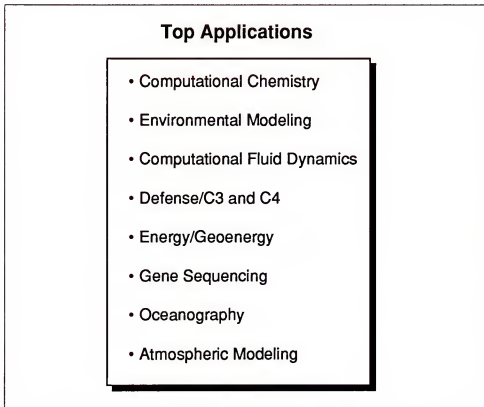 Top Applications
• Computational Chemistry
• Environmental Modeling
• Computational Fluid Dynamics
• Defense/C3 and C4
• Energy/Geoenergy
• Gene Sequencing
• Oceanography
• Atmospheric Modeling